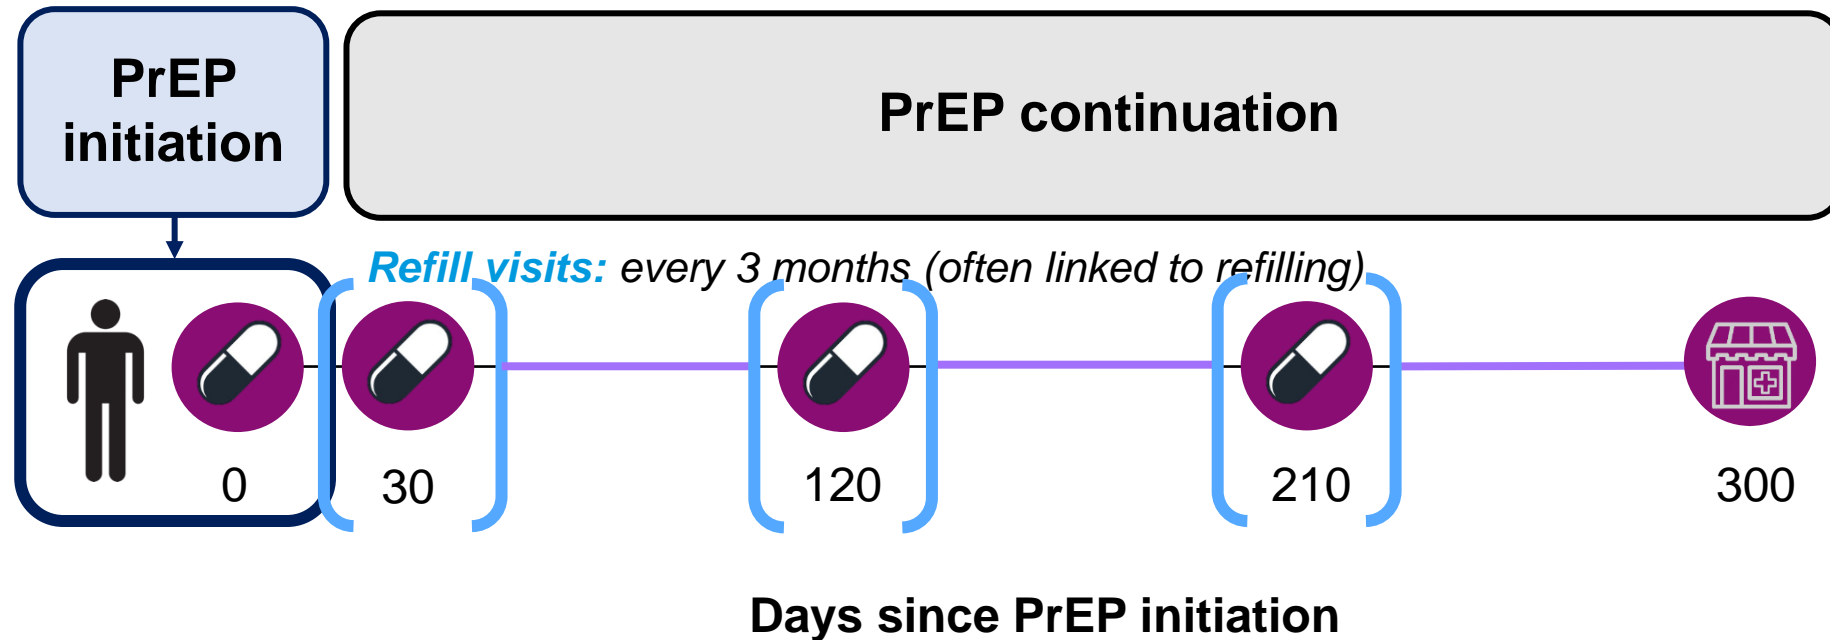 PrEP
initiation
PrEP continuation
Refill visits: every 3 months (often linked to refilling)
0
30
120
210
300
Days since PrEP initiation